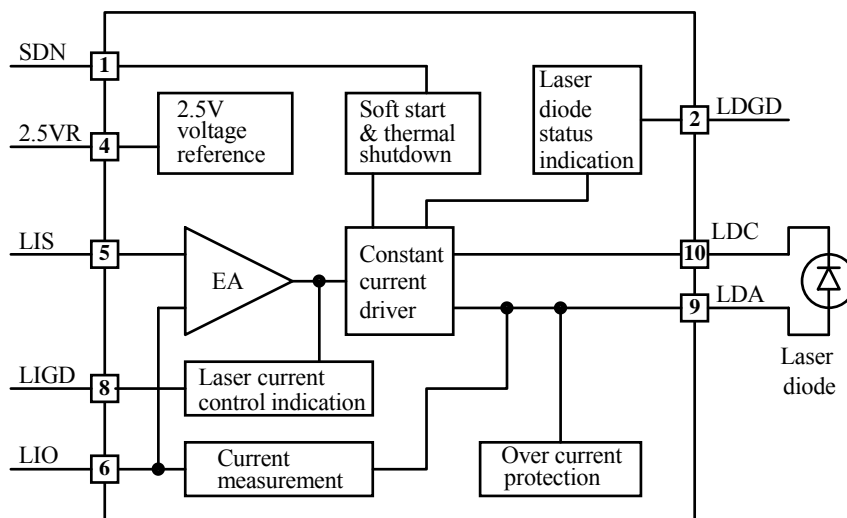 SDN
1
2.5VR
4
2.5V
voltage
reference
Soft start
& thermal
shutdown
Laser
diode
status
indication
2
LDGD
LIS
5
EA
Constant
current
driver
10
LDC
9
LDA
Laser
diode
LIGD
8
Laser current
control indication
LIO
6
Current
measurement
Over current
protection